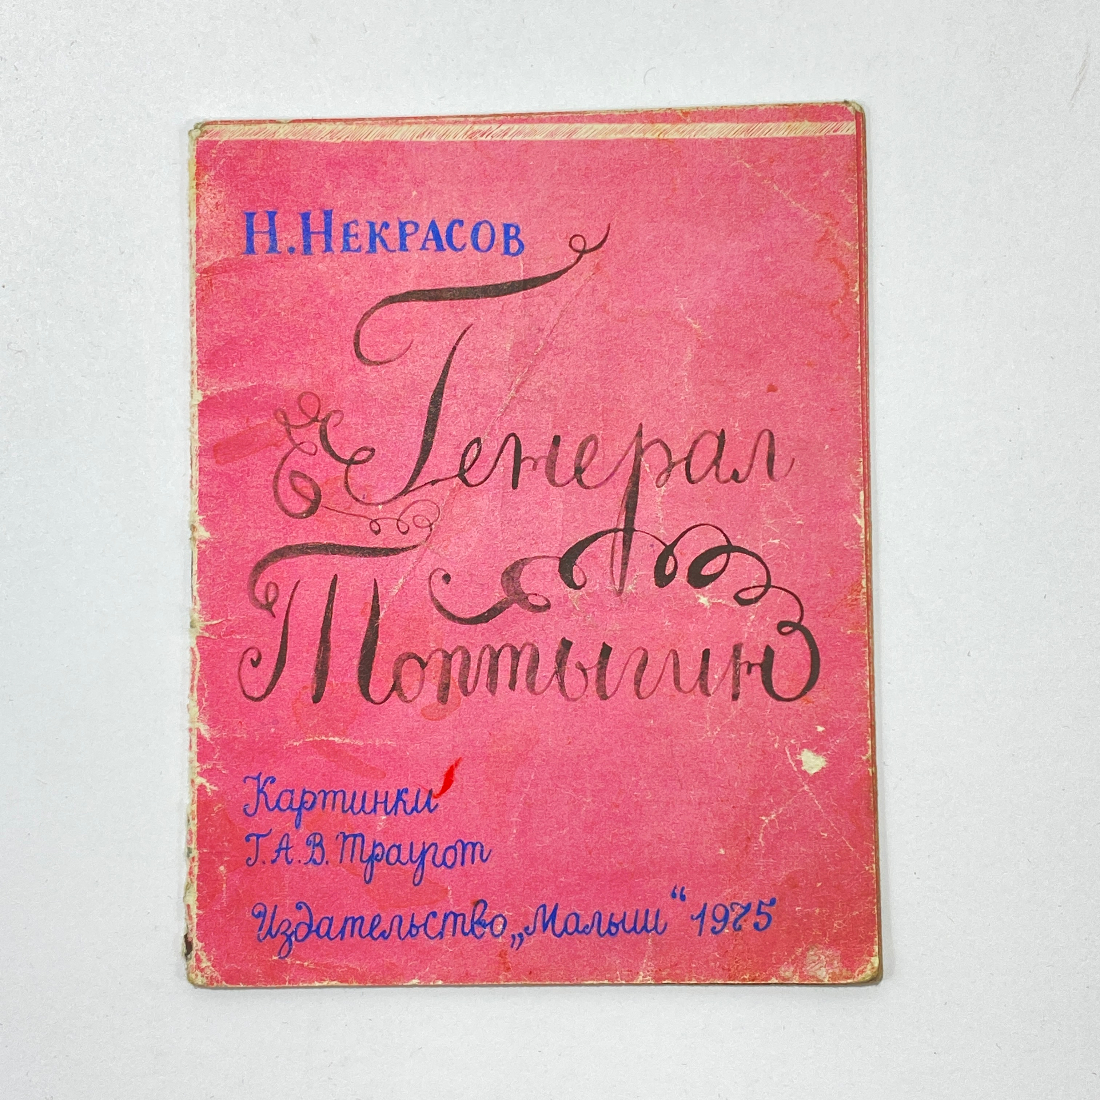 Н. НЕКРАСОВ
Генерал
Топтыгин
Картинки
Г. А. В. Траугот
Издательство „Малыш“ 1975